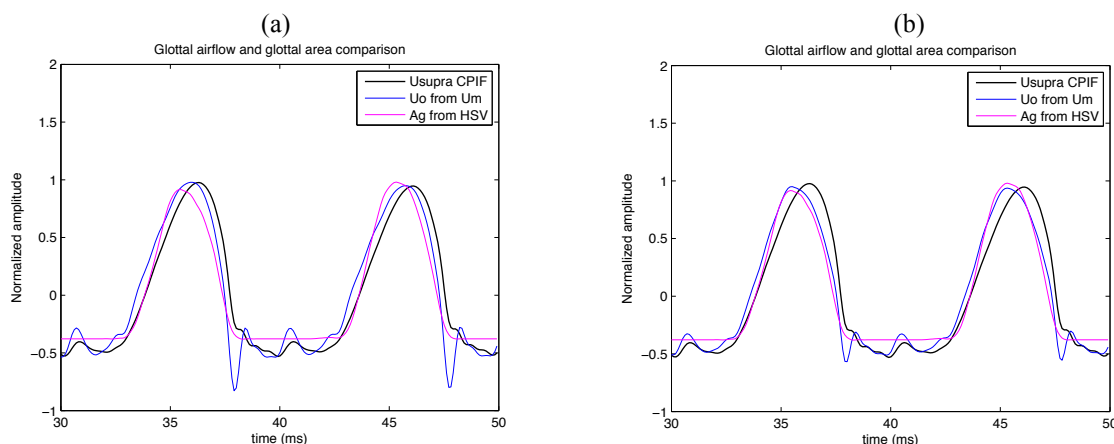 (a)
Glottal airflow and glottal area comparison
Usupra CPIF
Uo from Um
Ag from HSV
Normalized amplitude
2
1.5
1
0.5
0
−0.5
−1
30 35 40 45 50
time (ms)
(b)
Glottal airflow and glottal area comparison
Usupra CPIF
Uo from Um
Ag from HSV
Normalized amplitude
2
1.5
1
0.5
0
−0.5
−1
30 35 40 45 50
time (ms)